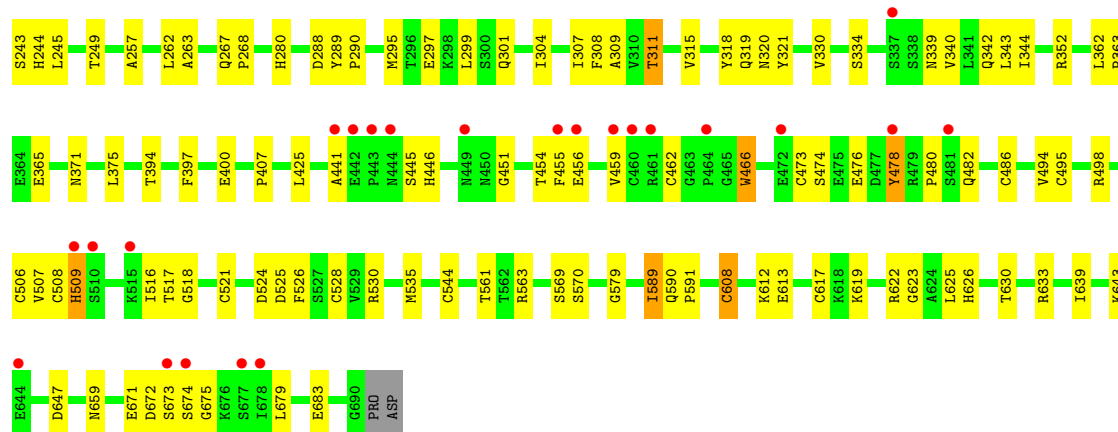 S243 H244 L245 T249 A257 L262 A263 Q267 P268 H280 D288 Y289 P290 M295 T296 E297 K298 L299 S300 Q301 I304 I307 F308 A309 V310 T311 V315 Y318 Q319 N320 Y321 V330 S334 S337 S338 N339 V340 L341 Q342 L343 I344 R352 L362
E364 E365 N371 L375 T394 F397 E400 P407 L425 A441 E442 P443 N444 S445 H446 N449 N450 G451 T454 F455 E456 V459 C460 R461 C462 G463 P464 G465 W466 E472 C473 S474 E475 E476 D477 Y478 R479 P480 S481 Q482 C486 V494 C495 R498
C506 V507 C508 H509 S510 K515 I516 T517 G518 C521 D524 D525 F526 S527 C528 V529 R530 M535 C544 T561 T562 R563 S569 S570 G579 I589 Q590 P591 C608 K612 E613 C617 K618 K619 R622 G623 A624 L625 H626 T630 R633 I639
E644 D647 N659 E671 D672 S673 S674 G675 K676 S677 I678 L679 E683 G690 PRO ASP